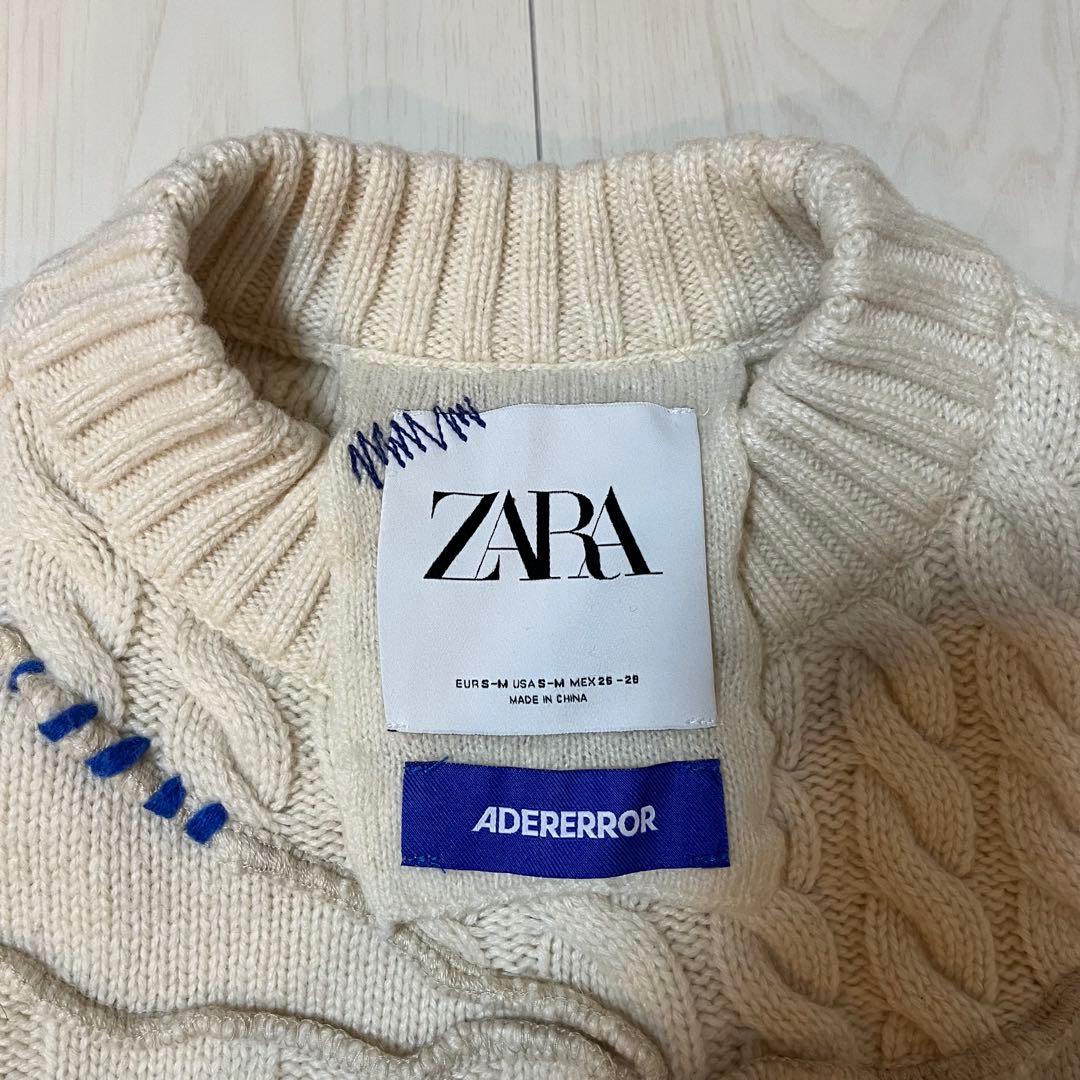 ZARA
EUR S-M USA S-M MEX 26-28
MADE IN CHINA
ADERERROR